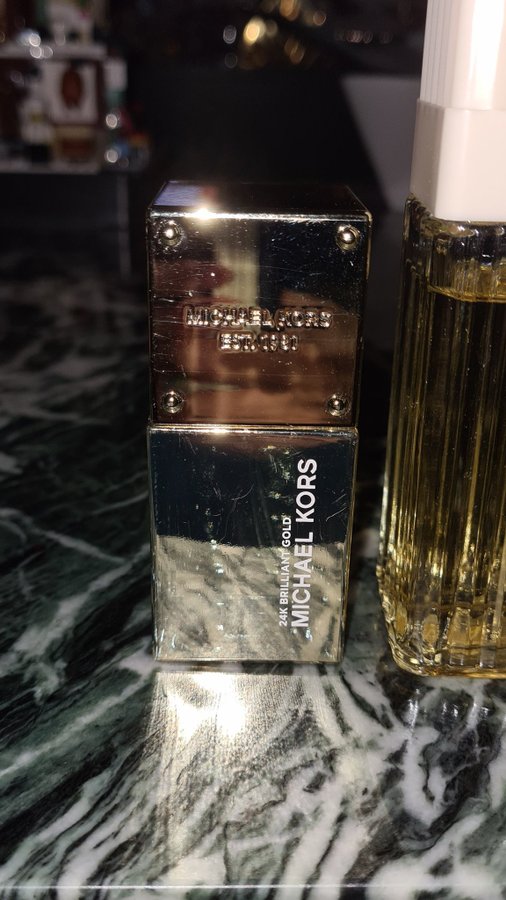 MICHAEL KORS
EST. 1981
24K BRILLIANT GOLD
MICHAEL KORS